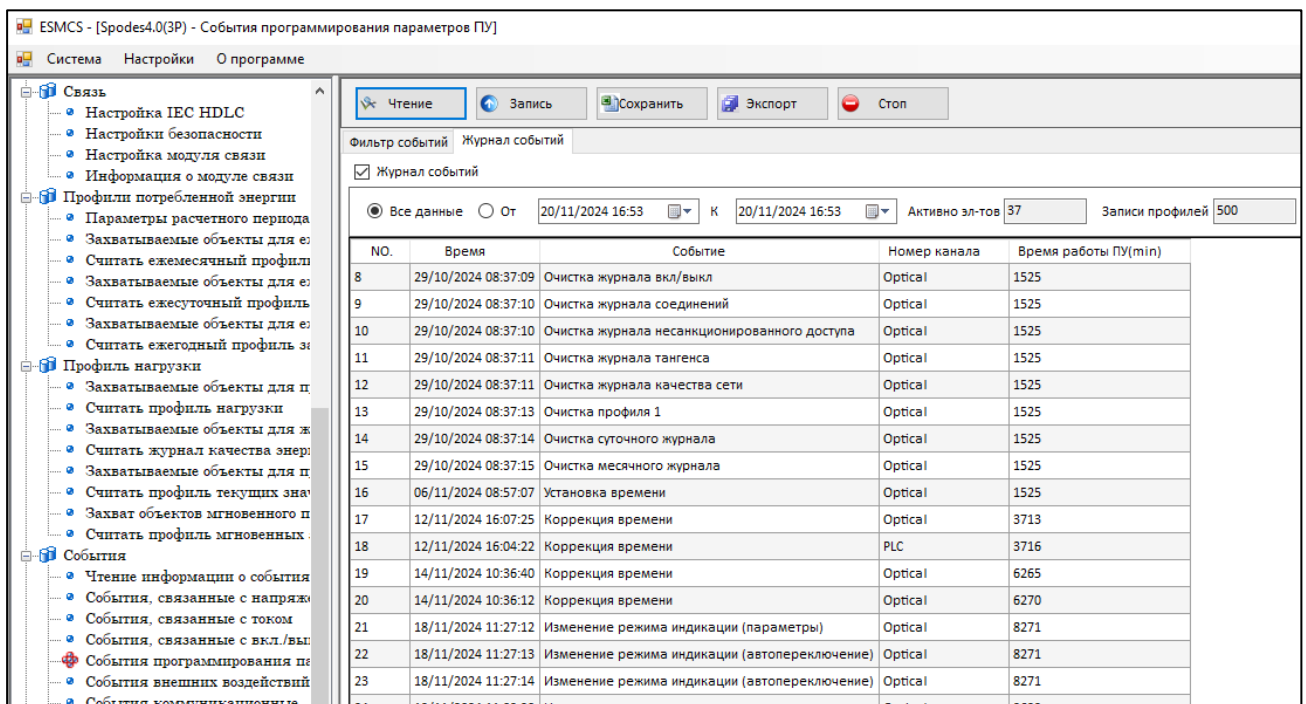 ESMCS - [Spodes4.0(3P) - События программирования параметров ПУ]
Система Настройки О программе
Связь
Настройка IEC HDLC
Настройки безопасности
Настройка модуля связи
Информация о модуле связи
Профили потребленной энергии
Параметры расчетного периода
Захватываемые объекты для
Считать ежемесячный
Захватываемые объекты для
Считать ежесуточный профиль
Захватываемые объекты для
Считать ежегодный профиль
Профиль нагрузки
Захватываемые объекты для
Считать профиль нагрузки
Захватываемые объекты для
Считать журнал качества
Захватываемые объекты для
Считать профиль текущих
Захват объектов мгновенного
Считать профиль мгновенных
События
Чтение информации о
События, связанные с
События, связанные с током
События, связанные с
События программирования
События внешних воздействий
События коммуникационные
Чтение Запись Сохранить Экспорт Стоп
Фильтр событий Журнал событий
Журнал событий
Все данные От 20/11/2024 16:53 К 20/11/2024 16:53 Активно эл-тов 37 Записи профилей 500
NO. Время Событие Номер канала Время работы ПУ(min)
8 29/10/2024 08:37:09 Очистка журнала вкл/выкл Optical 1525
9 29/10/2024 08:37:10 Очистка журнала соединений Optical 1525
10 29/10/2024 08:37:10 Очистка журнала несанкционированного доступа Optical 1525
11 29/10/2024 08:37:11 Очистка журнала тангенса Optical 1525
12 29/10/2024 08:37:11 Очистка журнала качества сети Optical 1525
13 29/10/2024 08:37:13 Очистка профиля 1 Optical 1525
14 29/10/2024 08:37:14 Очистка суточного журнала Optical 1525
15 29/10/2024 08:37:15 Очистка месячного журнала Optical 1525
16 06/11/2024 08:57:07 Установка времени Optical 1525
17 12/11/2024 16:07:25 Коррекция времени Optical 3713
18 12/11/2024 16:04:22 Коррекция времени PLC 3716
19 14/11/2024 10:36:40 Коррекция времени Optical 6265
20 14/11/2024 10:36:12 Коррекция времени Optical 6270
21 18/11/2024 11:27:12 Изменение режима индикации (параметры) Optical 8271
22 18/11/2024 11:27:13 Изменение режима индикации (автопереключение) Optical 8271
23 18/11/2024 11:27:14 Изменение режима индикации (автопереключение) Optical 8271